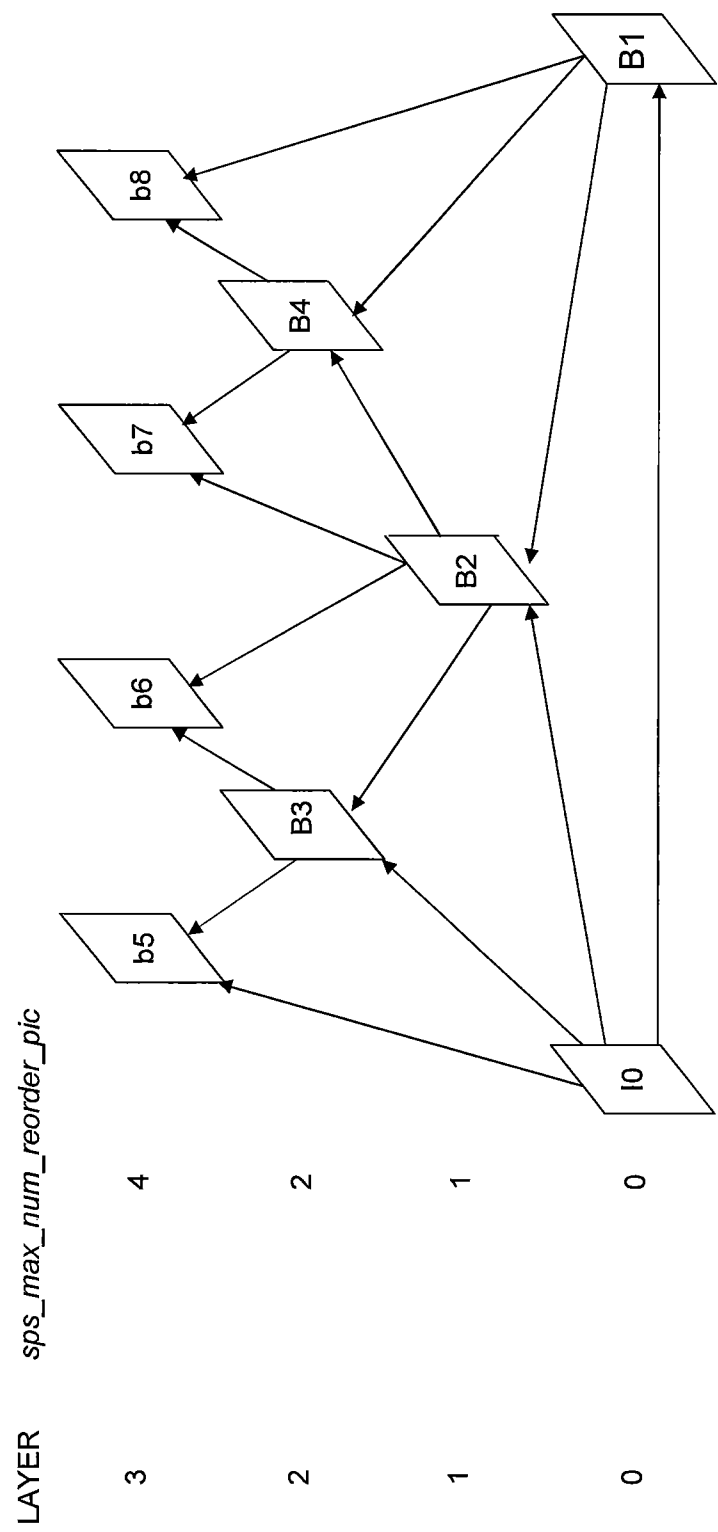 LAYER sps_max_num_reorder_pic
3 4 b5 b6 b7 b8
2 2 B3 B4
1 1 B2
0 0 I0 B1